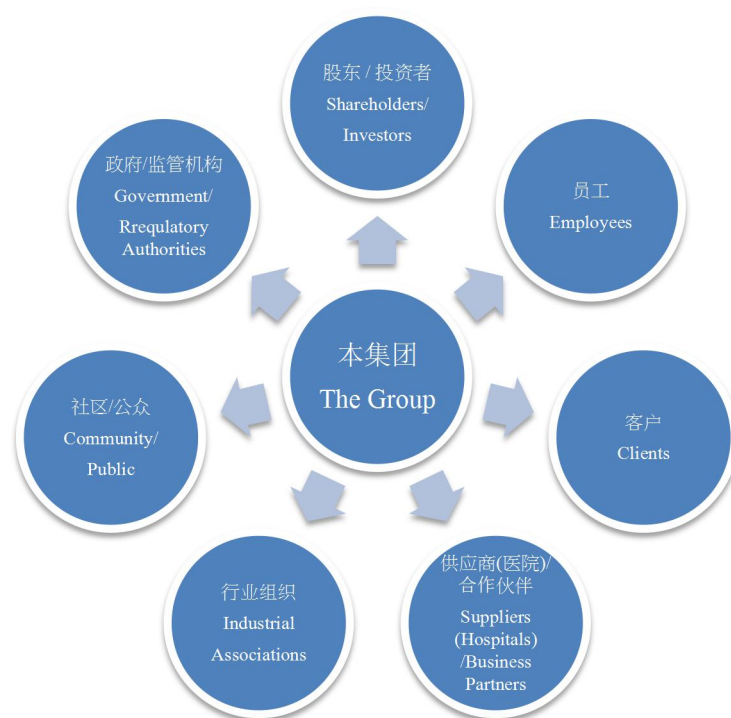 股东 / 投资者
Shareholders/
Investors
员工
Employees
客户
Clients
供应商(医院)/
合作伙伴
Suppliers
(Hospitals)
/Business
Partners
行业组织
Industrial
Associations
社区/公众
Community/
Public
政府/监管机构
Government/
Rrequlatory
Authorities
本集团
The Group